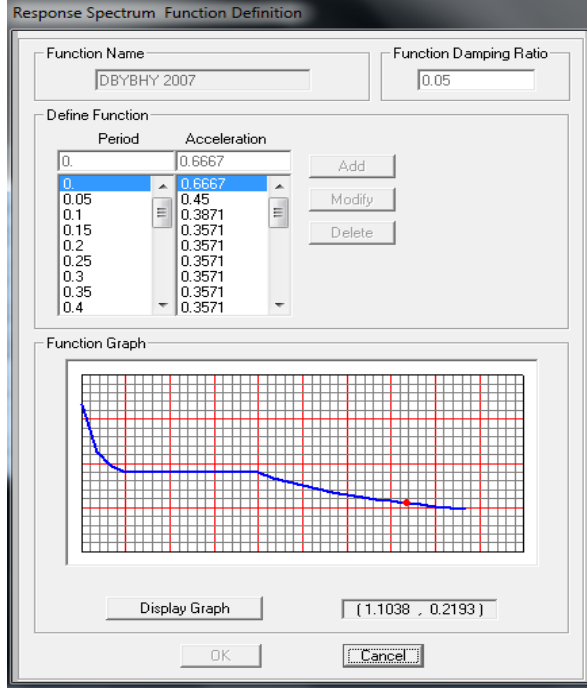 Response Spectrum Function Definition
Function Name
DBYBHY 2007
Function Damping Ratio
0.05
Define Function
Period Acceleration
0. 0.6667
Add
0. 0.6667
0.05 0.45
Modify
0.1 0.3871
0.15 0.3571
Delete
0.2 0.3571
0.25 0.3571
0.3 0.3571
0.35 0.3571
0.4 0.3571
Function Graph
Display Graph
(1.1038 , 0.2193)
OK
Cancel